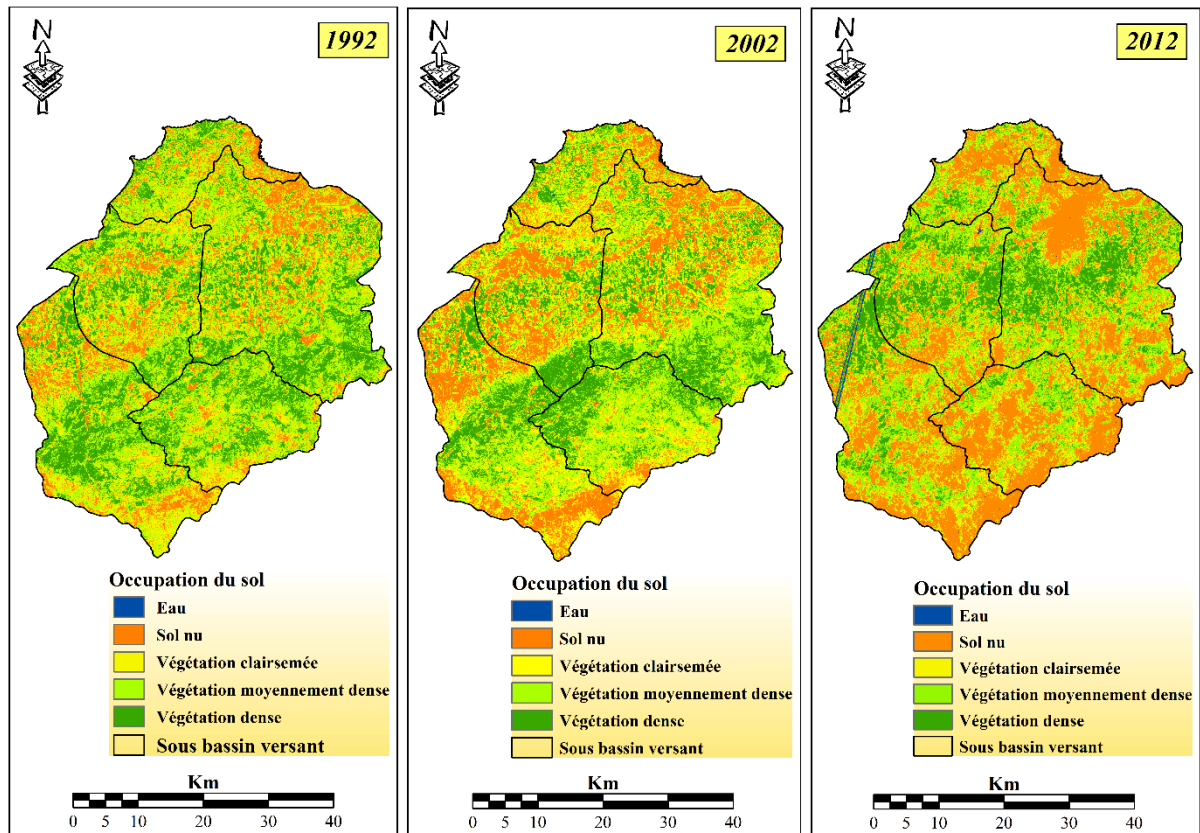 N
1992
Occupation du sol
Eau
Sol nu
Végétation clairsemée
Végétation moyennement dense
Végétation dense
Sous bassin versant
Km
0 5 10 20 30 40
N
2002
Occupation du sol
Eau
Sol nu
Végétation clairsemée
Végétation moyennement dense
Végétation dense
Sous bassin versant
Km
0 5 10 20 30 40
N
2012
Occupation du sol
Eau
Sol nu
Végétation clairsemée
Végétation moyennement dense
Végétation dense
Sous bassin versant
Km
0 5 10 20 30 40